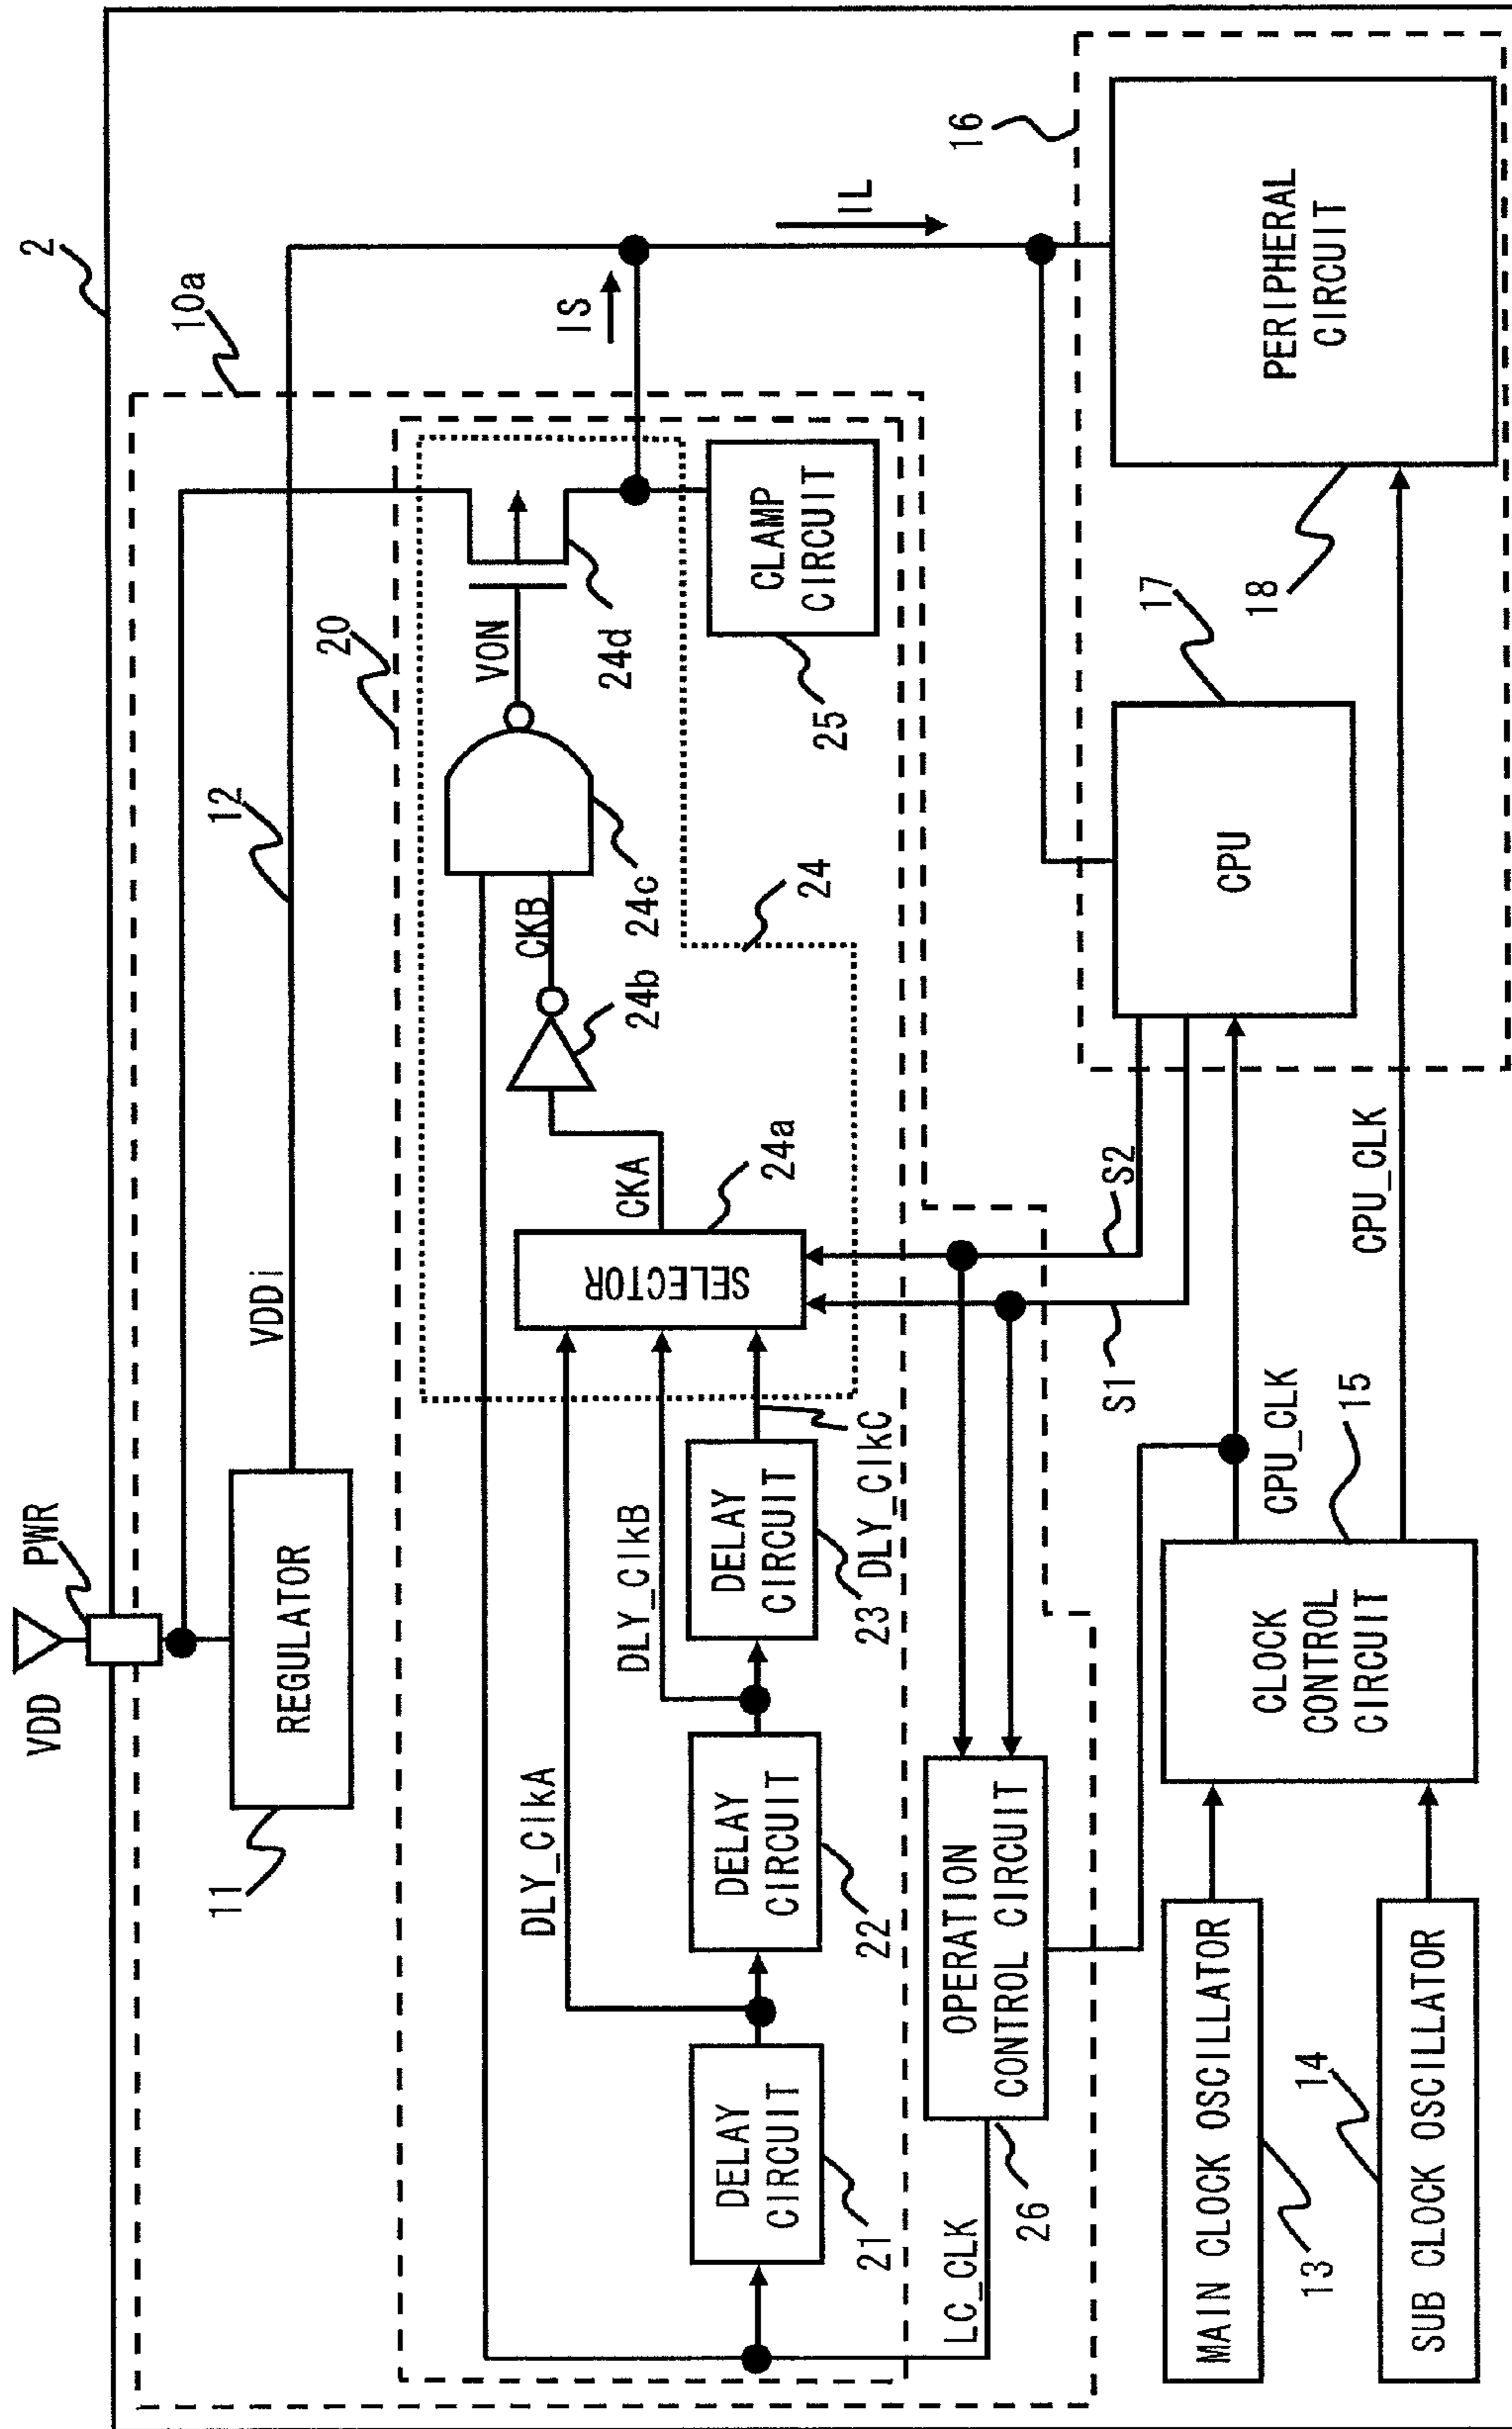 2
VDD
PWR
10a
REGULATOR
11
VDDi
12
20
IS
IL
DELAY
CIRCUIT
21
DLY_ClkA
DELAY
CIRCUIT
22
DLY_ClkB
DELAY
CIRCUIT
23
DLY_ClkC
SELECTOR
24a
CKA
24b
CKB
24c
24
VON
24d
CLAMP
CIRCUIT
25
LC_CLK
OPERATION
CONTROL CIRCUIT
26
S1
S2
MAIN CLOCK OSCILLATOR
13
SUB CLOCK OSCILLATOR
14
CLOCK
CONTROL
CIRCUIT
15
CPU_CLK
CPU_CLK
CPU
17
16
PERIPHERAL
CIRCUIT
18